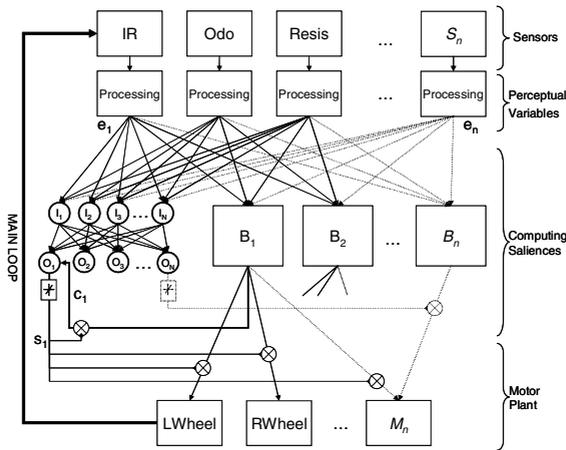 IR Odo Resis ... Sn Sensors
Processing Processing Processing ... Processing Perceptual
Variables
e1 en
I1 I2 I3 ... IN
B1 B2 ... Bn Computing
Saliences
O1 O2 O3 ... ON
MAIN LOOP
C1
S1
Motor
Plant
LWheel RWheel ... Mn